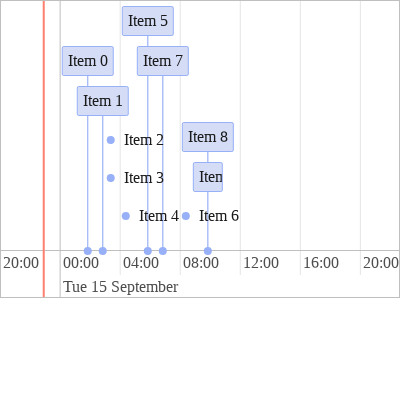 Item 5
Item 0
Item 7
Item 1
Item 2
Item 8
Item 3
Iten
Item 4
Item 6
20:00
00:00
04:00
08:00
12:00
16:00
20:00
Tue 15 September